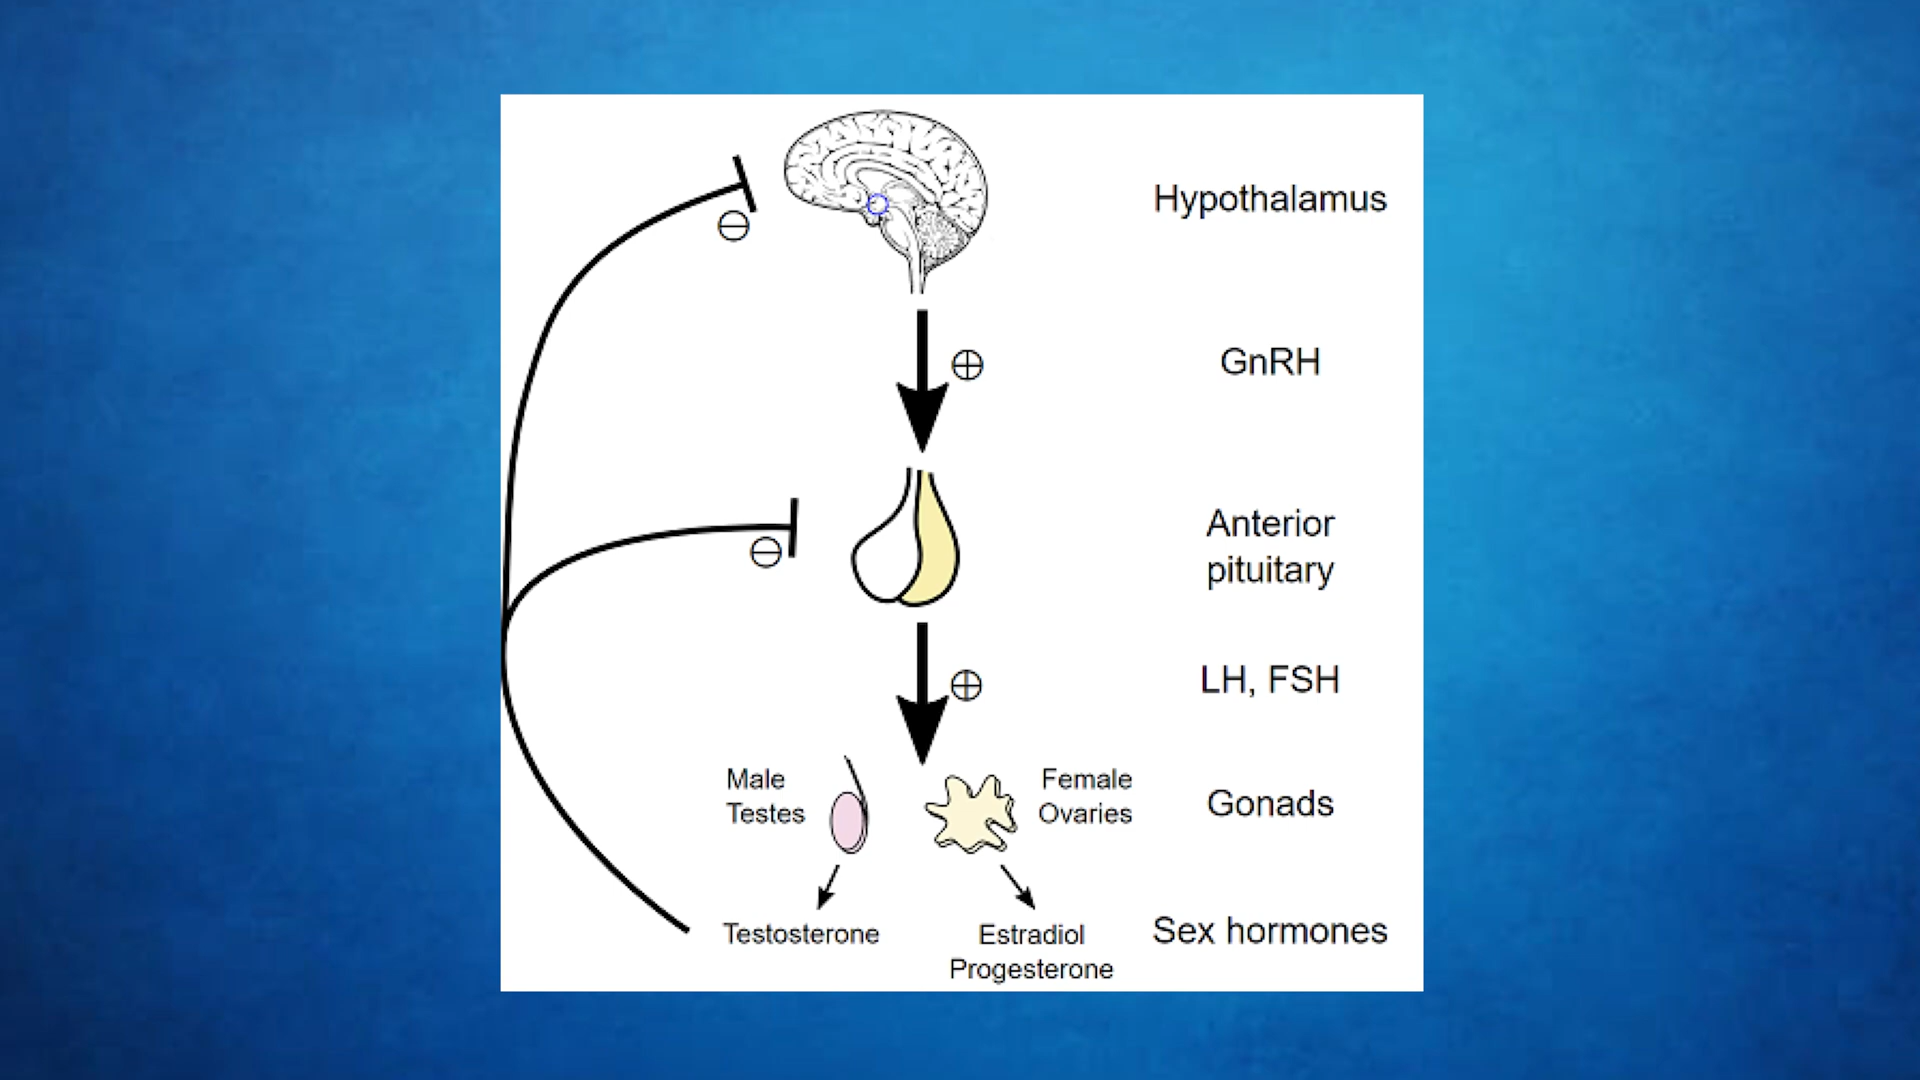 Hypothalamus
GnRH
Anterior
pituitary
LH, FSH
Male
Testes
Female
Ovaries
Gonads
Testosterone
Estradiol
Progesterone
Sex hormones